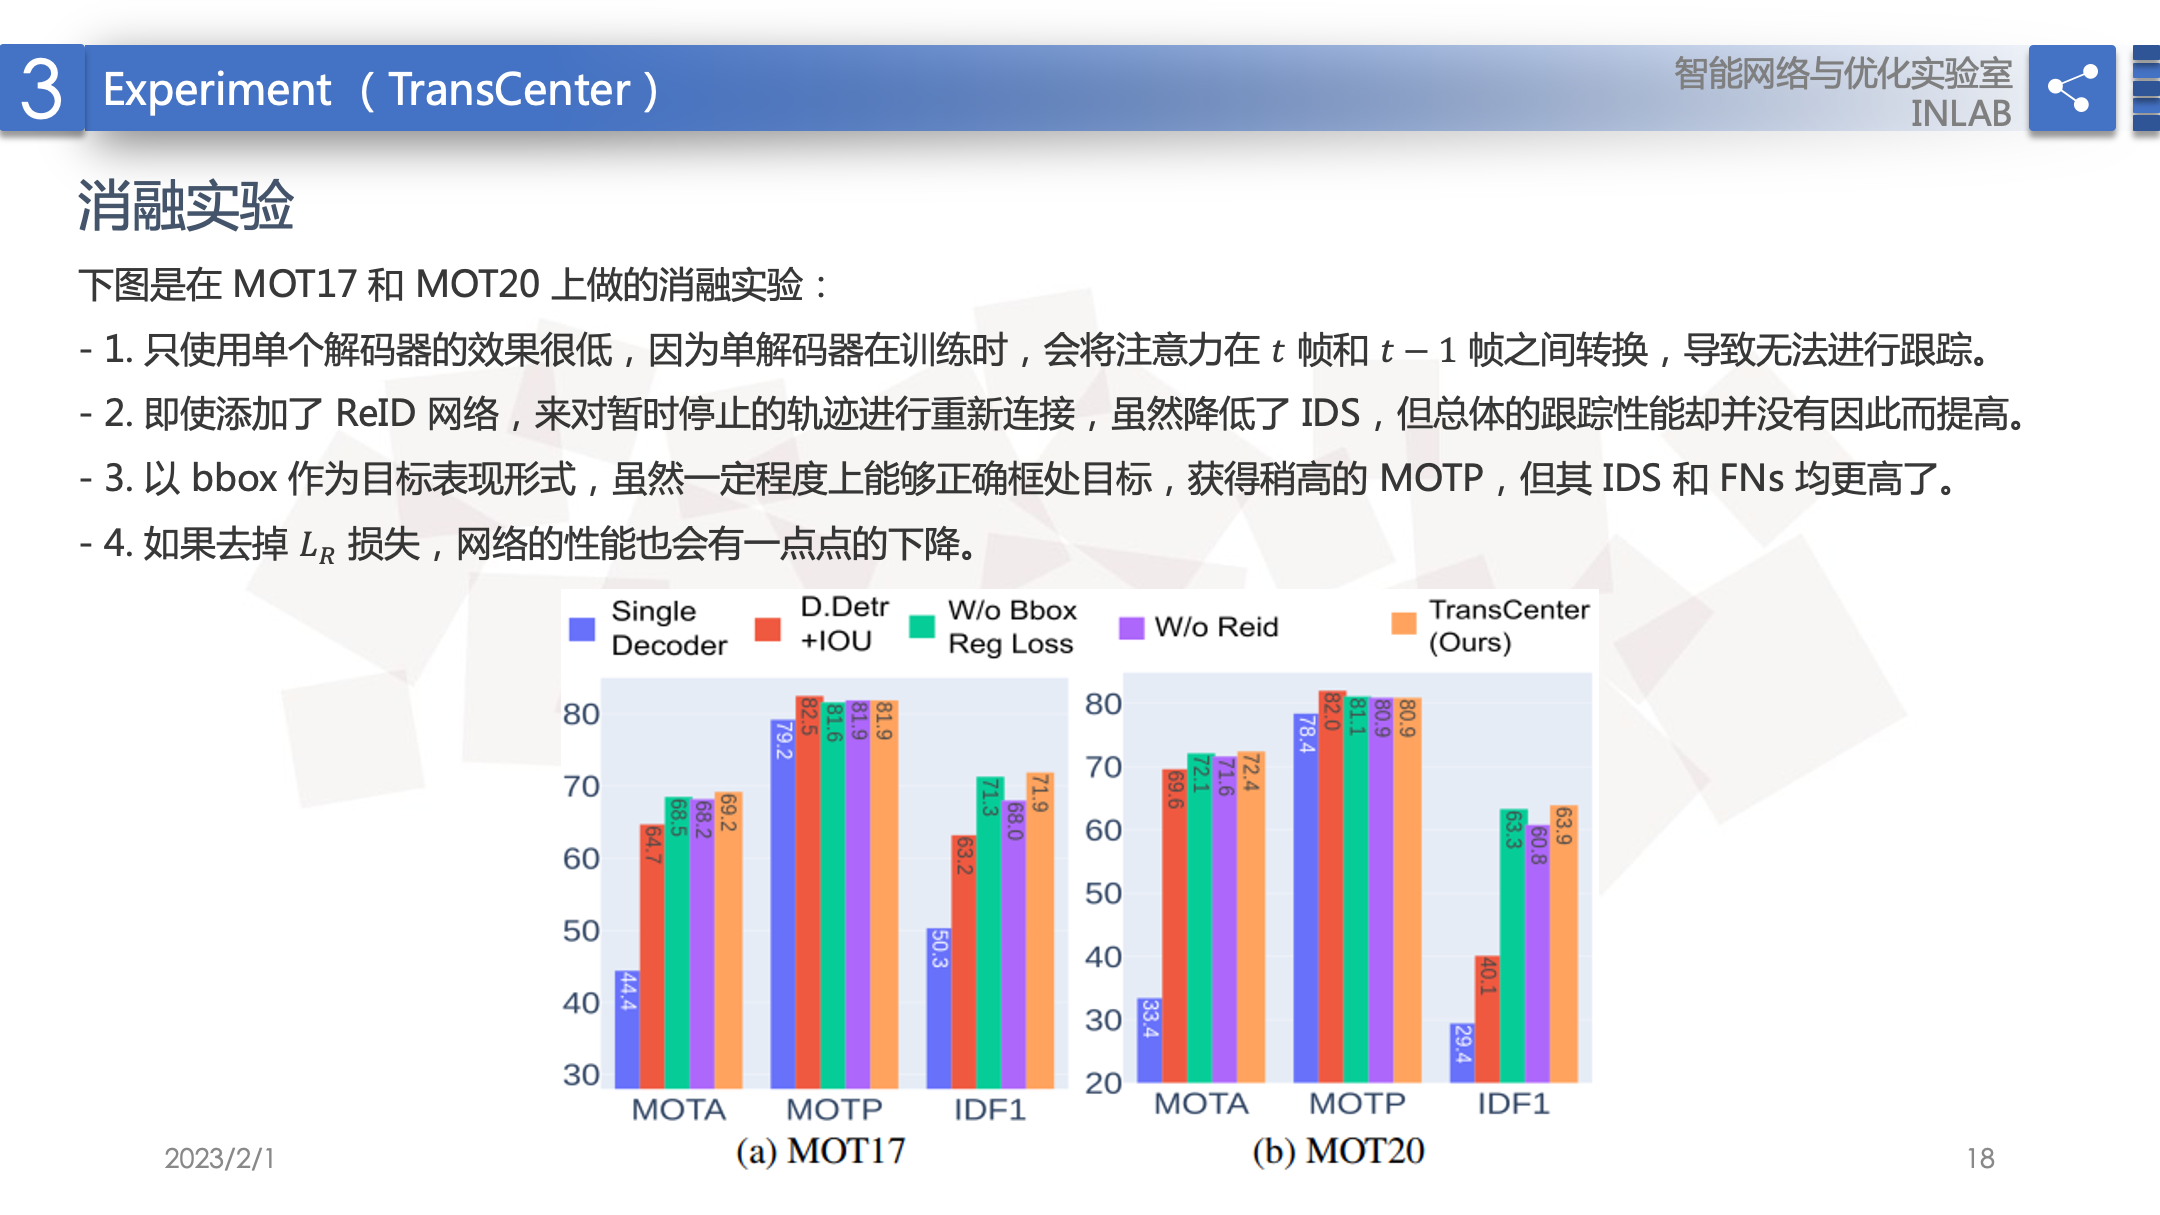 3
Experiment （TransCenter）
智能网络与优化实验室
INLAB
消融实验
下图是在 MOT17 和 MOT20 上做的消融实验：
- 1. 只使用单个解码器的效果很低，因为单解码器在训练时，会将注意力在 t 帧和 t − 1 帧之间转换，导致无法进行跟踪。
- 2. 即使添加了 ReID 网络，来对暂时停止的轨迹进行重新连接，虽然降低了 IDS，但总体的跟踪性能却并没有因此而提高。
- 3. 以 bbox 作为目标表现形式，虽然一定程度上能够正确框处目标，获得稍高的 MOTP，但其 IDS 和 FNs 均更高了。
- 4. 如果去掉 L_R 损失，网络的性能也会有一点点的下降。
Single
Decoder
D.Detr
+IOU
W/o Bbox
Reg Loss
W/o Reid
TransCenter
(Ours)
80
70
60
50
40
30
44.4
64.7
68.5
68.2
69.2
79.2
82.5
81.6
81.9
81.9
50.3
63.2
71.3
68.0
71.9
MOTA
MOTP
IDF1
(a) MOT17
80
70
60
50
40
30
20
33.4
69.6
72.1
71.6
72.4
78.4
82.0
81.1
80.9
80.9
29.4
40.1
63.3
60.8
63.9
MOTA
MOTP
IDF1
(b) MOT20
2023/2/1
18